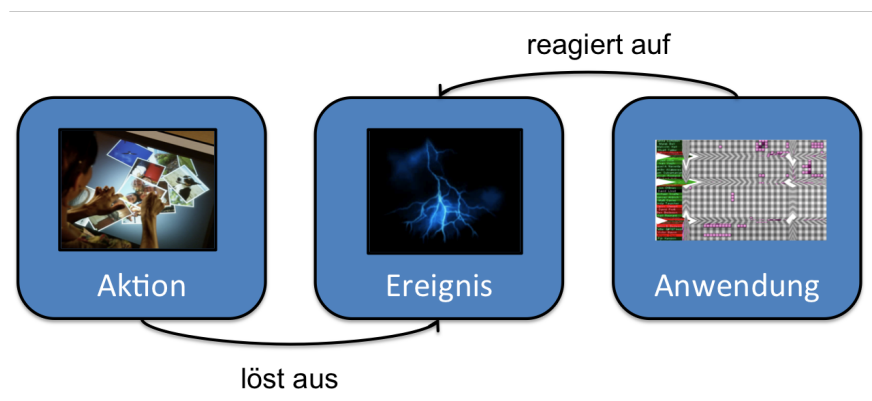 reagiert auf
Aktion
Ereignis
Anwendung
löst aus